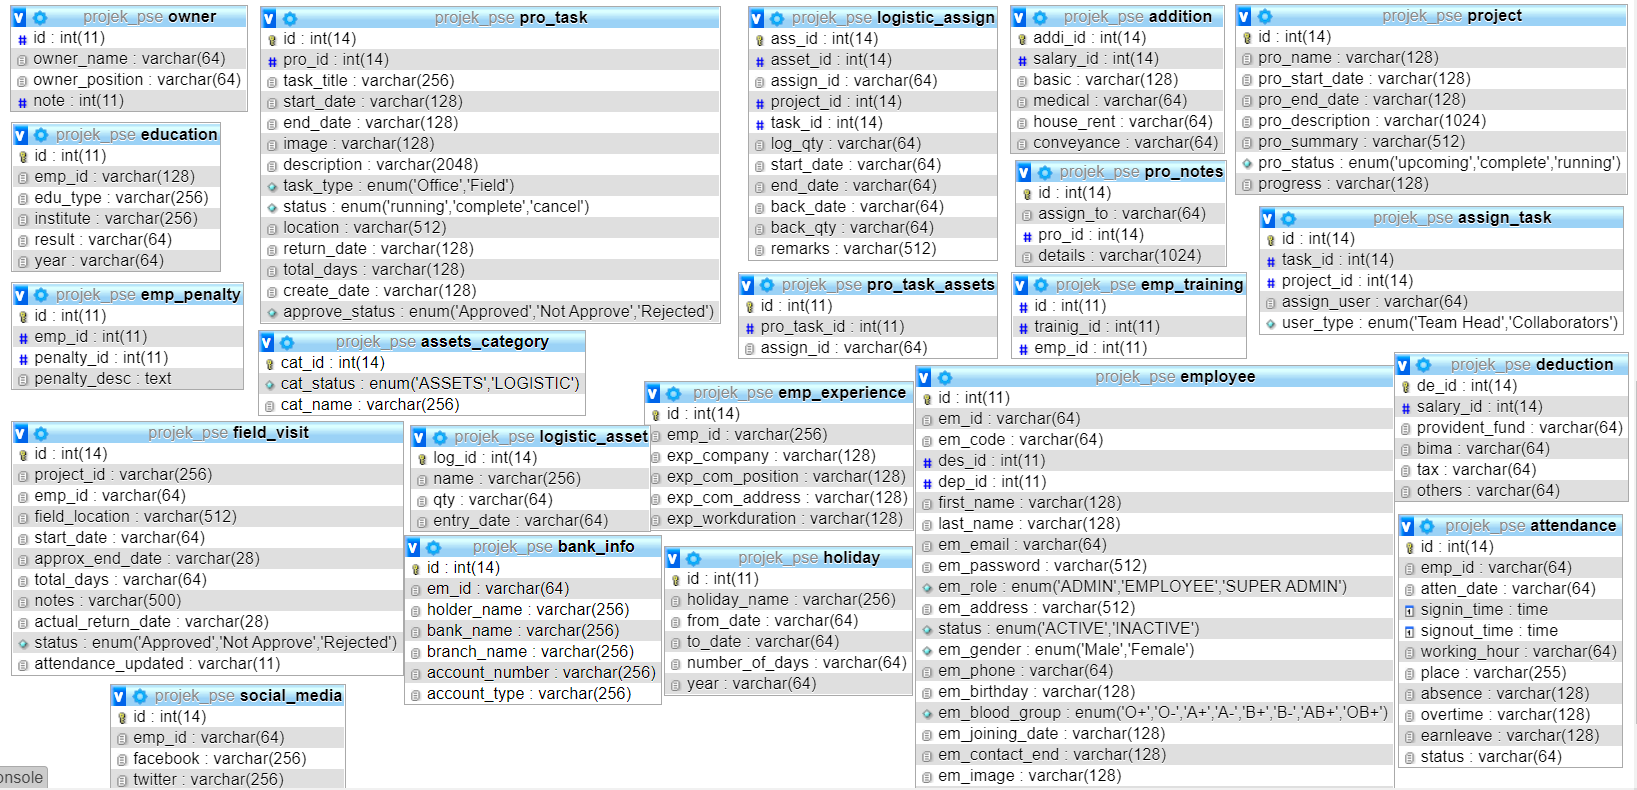 projek_pse owner
id : int(11)
owner_name : varchar(64)
owner_position : varchar(64)
note : int(11)
projek_pse education
id : int(11)
emp_id : varchar(128)
edu_type : varchar(256)
institute : varchar(256)
result : varchar(64)
year : varchar(64)
projek_pse emp_penalty
id : int(11)
emp_id : int(11)
penalty_id : int(11)
penalty_desc : text
projek_pse pro_task
id : int(14)
pro_id : int(14)
task_title : varchar(256)
start_date : varchar(128)
end_date : varchar(128)
image : varchar(128)
description : varchar(2048)
task_type : enum('Office','Field')
status : enum('running','complete','cancel')
location : varchar(512)
return_date : varchar(128)
total_days : varchar(128)
create_date : varchar(128)
approve_status : enum('Approved','Not Approve','Rejected')
projek_pse assets_category
cat_id : int(14)
cat_status : enum('ASSETS','LOGISTIC')
cat_name : varchar(256)
projek_pse logistic_assign
ass_id : int(14)
asset_id : int(14)
assign_id : varchar(64)
project_id : int(14)
task_id : int(14)
log_qty : varchar(64)
start_date : varchar(64)
end_date : varchar(64)
back_date : varchar(64)
back_qty : varchar(64)
remarks : varchar(512)
projek_pse pro_task_assets
id : int(11)
pro_task_id : int(11)
assign_id : varchar(64)
projek_pse addition
addi_id : int(14)
salary_id : int(14)
basic : varchar(128)
medical : varchar(64)
house_rent : varchar(64)
conveyance : varchar(64)
projek_pse pro_notes
id : int(14)
assign_to : varchar(64)
pro_id : int(14)
details : varchar(1024)
projek_pse emp_training
id : int(11)
trainig_id : int(11)
emp_id : int(11)
projek_pse project
id : int(14)
pro_name : varchar(128)
pro_start_date : varchar(128)
pro_end_date : varchar(128)
pro_description : varchar(1024)
pro_summary : varchar(512)
pro_status : enum('upcoming','complete','running')
progress : varchar(128)
projek_pse assign_task
id : int(14)
task_id : int(14)
project_id : int(14)
assign_user : varchar(64)
user_type : enum('Team Head','Collaborators')
projek_pse field_visit
id : int(14)
project_id : varchar(256)
emp_id : varchar(64)
field_location : varchar(512)
start_date : varchar(64)
approx_end_date : varchar(28)
total_days : varchar(64)
notes : varchar(500)
actual_return_date : varchar(28)
status : enum('Approved','Not Approve','Rejected')
attendance_updated : varchar(11)
projek_pse social_media
id : int(14)
emp_id : varchar(64)
facebook : varchar(256)
twitter : varchar(256)
onsole
projek_pse logistic_asset
log_id : int(14)
name : varchar(256)
qty : varchar(64)
entry_date : varchar(64)
projek_pse bank_info
id : int(14)
em_id : varchar(64)
holder_name : varchar(256)
bank_name : varchar(256)
branch_name : varchar(256)
account_number : varchar(256)
account_type : varchar(256)
projek_pse emp_experience
id : int(14)
emp_id : varchar(256)
exp_company : varchar(128)
exp_com_position : varchar(128)
exp_com_address : varchar(128)
exp_workduration : varchar(128)
projek_pse holiday
id : int(11)
holiday_name : varchar(256)
from_date : varchar(64)
to_date : varchar(64)
number_of_days : varchar(64)
year : varchar(64)
projek_pse employee
id : int(11)
em_id : varchar(64)
em_code : varchar(64)
des_id : int(11)
dep_id : int(11)
first_name : varchar(128)
last_name : varchar(128)
em_email : varchar(64)
em_password : varchar(512)
em_role : enum('ADMIN','EMPLOYEE','SUPER ADMIN')
em_address : varchar(512)
status : enum('ACTIVE','INACTIVE')
em_gender : enum('Male','Female')
em_phone : varchar(64)
em_birthday : varchar(128)
em_blood_group : enum('O+','O-','A+','A-','B+','B-','AB+','OB+')
em_joining_date : varchar(128)
em_contact_end : varchar(128)
em_image : varchar(128)
projek_pse deduction
de_id : int(14)
salary_id : int(14)
provident_fund : varchar(64)
bima : varchar(64)
tax : varchar(64)
others : varchar(64)
projek_pse attendance
id : int(14)
emp_id : varchar(64)
atten_date : varchar(64)
signin_time : time
signout_time : time
working_hour : varchar(64)
place : varchar(255)
absence : varchar(128)
overtime : varchar(128)
earnleave : varchar(128)
status : varchar(64)